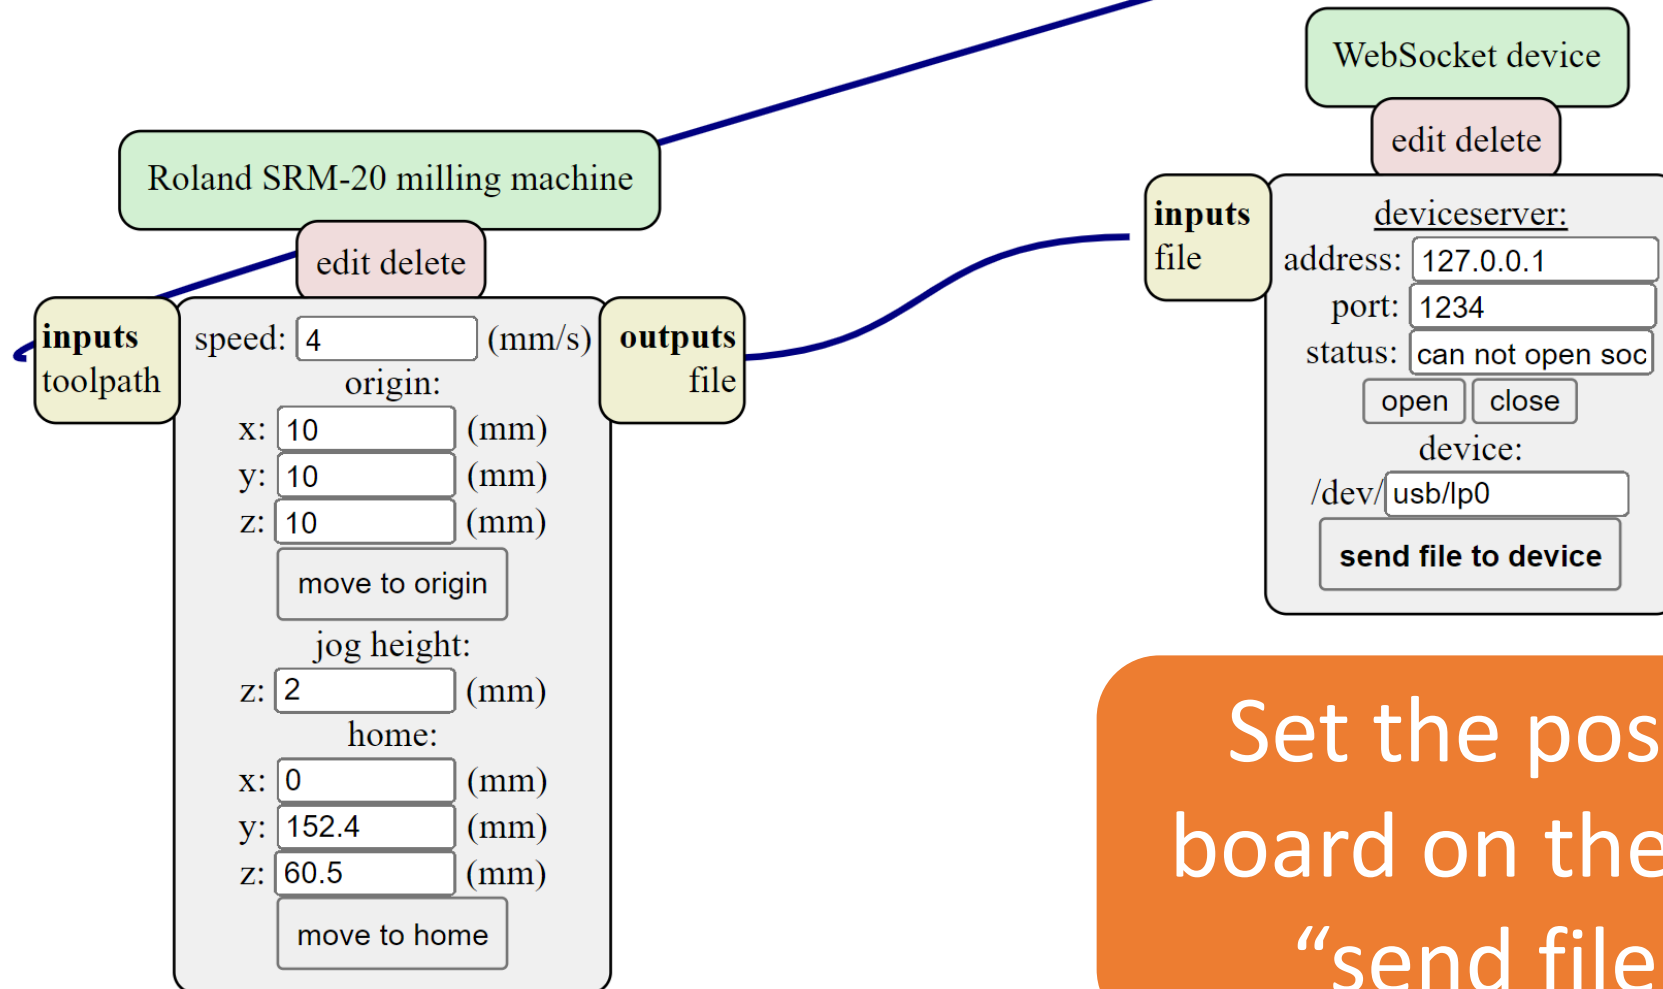 WebSocket device
edit delete
Roland SRM-20 milling machine
edit delete
inputs
toolpath
speed: 4 (mm/s)
origin:
x: 10 (mm)
y: 10 (mm)
z: 10 (mm)
move to origin
jog height:
z: 2 (mm)
home:
x: 0 (mm)
y: 152.4 (mm)
z: 60.5 (mm)
move to home
outputs
file
inputs
file
deviceserver:
address: 127.0.0.1
port: 1234
status: can not open soc
open close
device:
/dev/ usb/lp0
send file to device
Set the pos
board on the
“send file